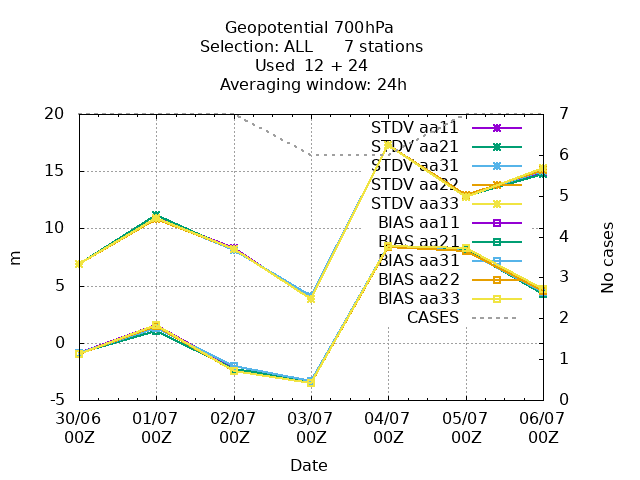 Geopotential 700hPa
Selection: ALL 7 stations
Used 12 + 24
Averaging window: 24h
20
15
10
5
0
-5
m
7
6
5
4
3
2
1
0
No cases
STDV aa11
STDV aa21
STDV aa31
STDV aa22
STDV aa33
BIAS aa11
BIAS aa21
BIAS aa31
BIAS aa22
BIAS aa33
CASES
30/06 01/07 02/07 03/07 04/07 05/07 06/07
00Z 00Z 00Z 00Z 00Z 00Z 00Z
Date